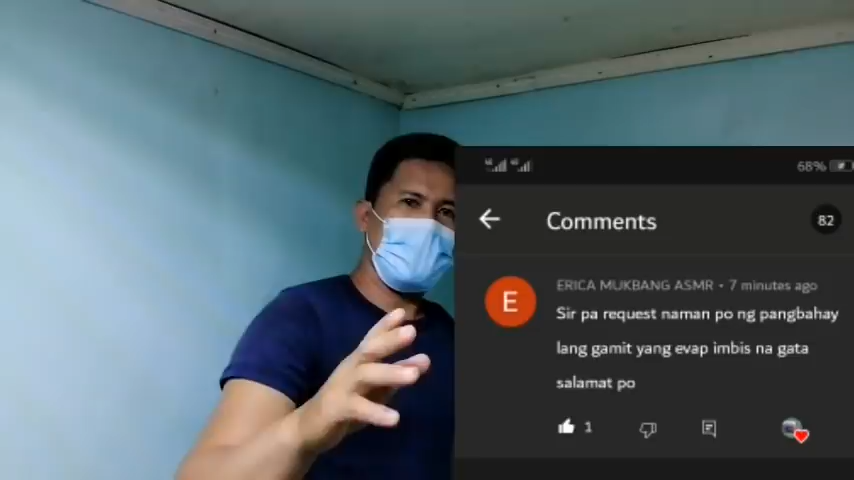 68%
Comments
82
E
ERICA MUKBANG ASMR • 7 minutes ago
Sir pa request naman po ng pangbahay
lang gamit yang evap imbis na gata
salamat po
1